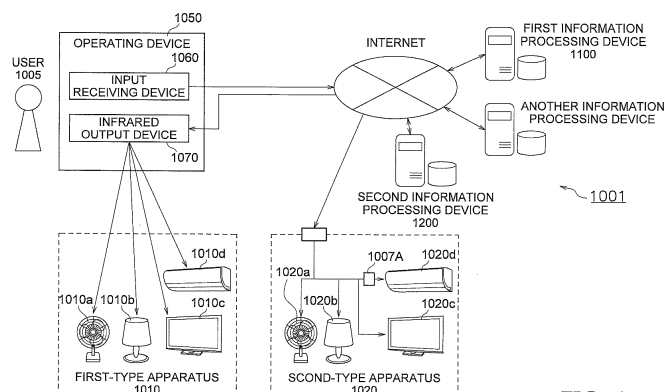 1050
OPERATING DEVICE
1060
INPUT
RECEIVING DEVICE
INFRARED
OUTPUT DEVICE
1070
USER
1005
INTERNET
FIRST INFORMATION
PROCESSING DEVICE
1100
ANOTHER INFORMATION
PROCESSING DEVICE
SECOND INFORMATION
PROCESSING DEVICE
1200
1001
1010d
1010a
1010b
1010c
FIRST-TYPE APPARATUS
1010
1007A
1020d
1020a
1020b
1020c
SCOND-TYPE APPARATUS
1020